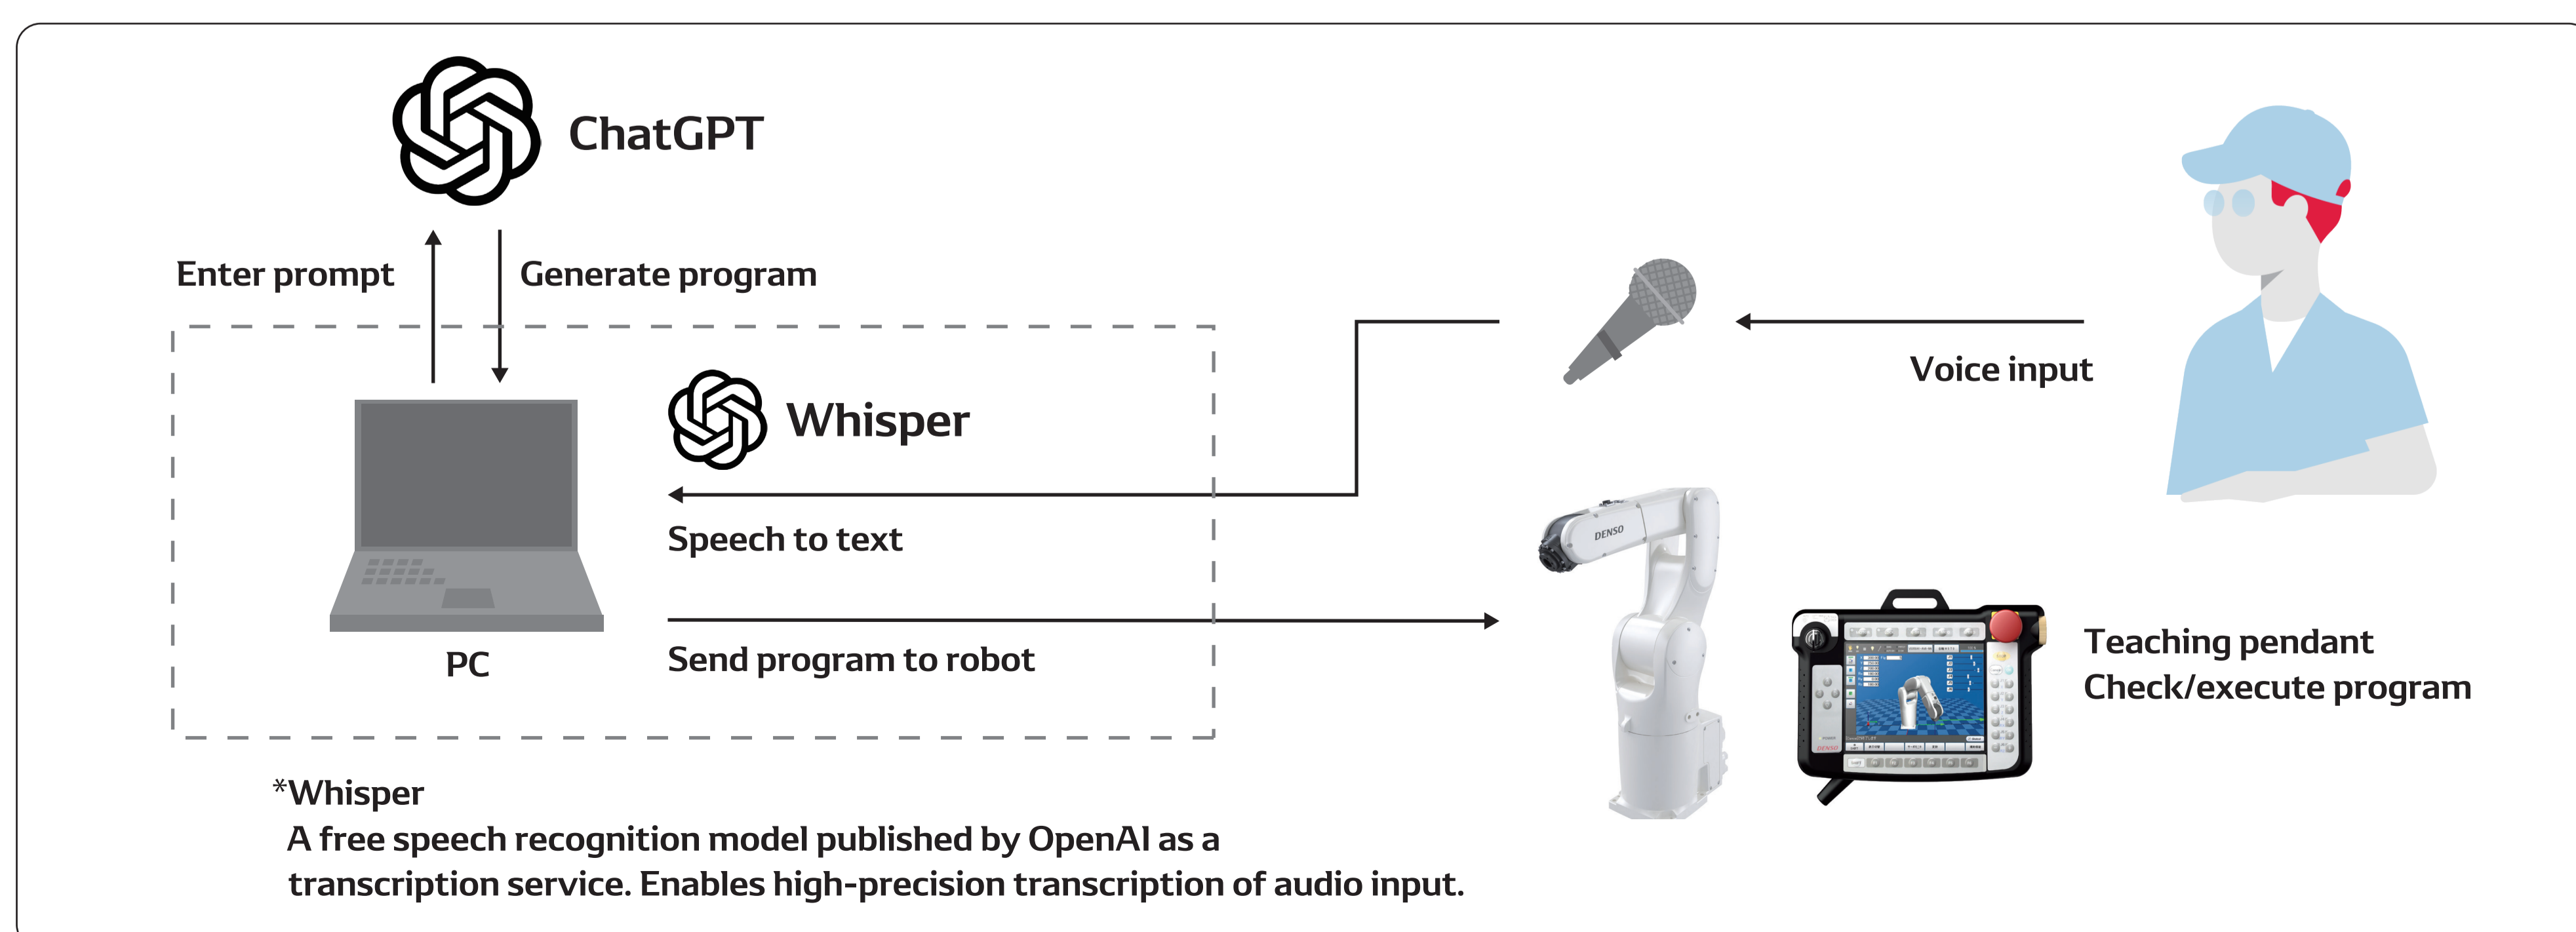 ChatGPT
Enter prompt
Generate program
Whisper
Voice input
Speech to text
DENSO
PC
Send program to robot
Teaching pendant
Check/execute program
DENSO
*Whisper
A free speech recognition model published by OpenAI as a
transcription service. Enables high-precision transcription of audio input.